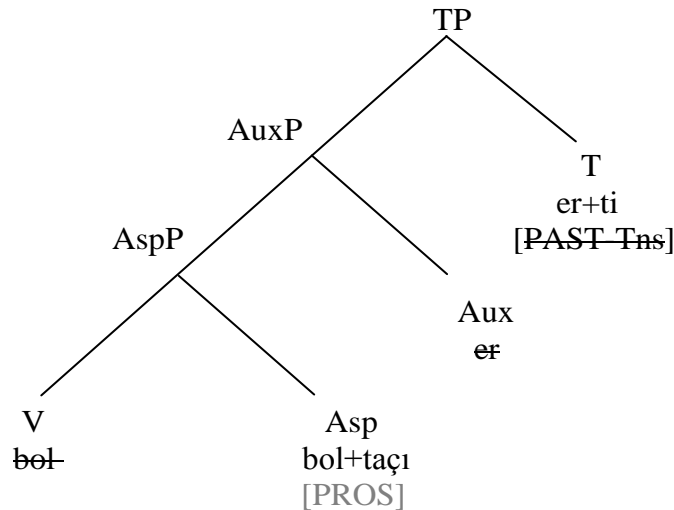 TP
AuxP
T
er+ti
[PAST-Tns]
AspP
Aux
er
V
bol
Asp
bol+taçı
[PROS]